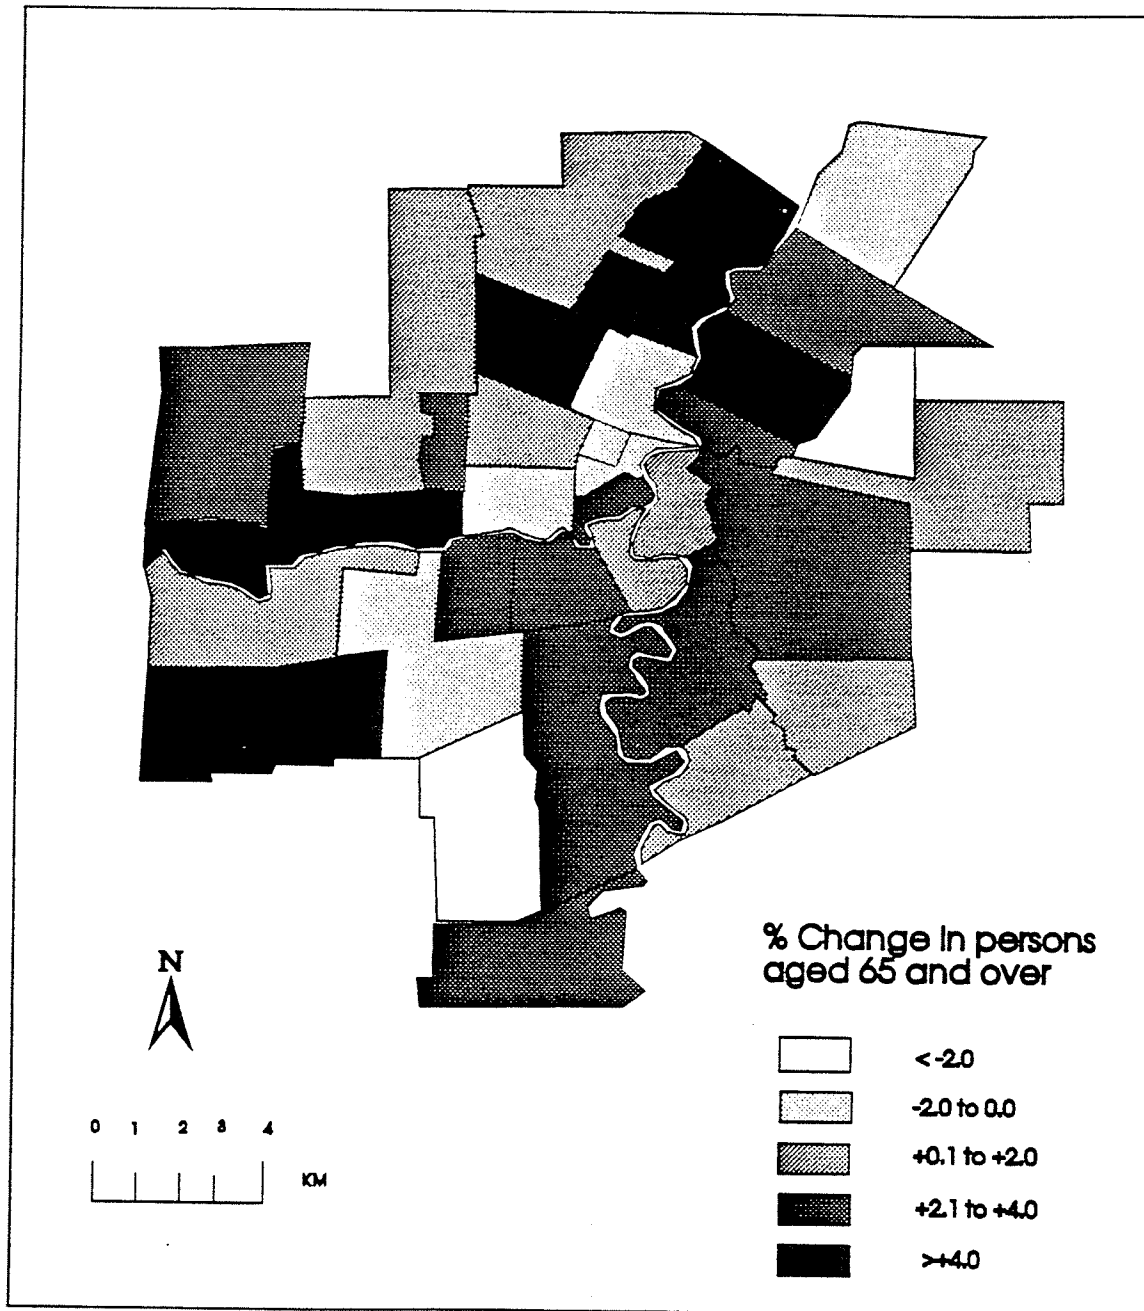 % Change in persons
aged 65 and over
N
< -2.0
-2.0 to 0.0
+0.1 to +2.0
+2.1 to +4.0
>+4.0
0 1 2 3 4
KM